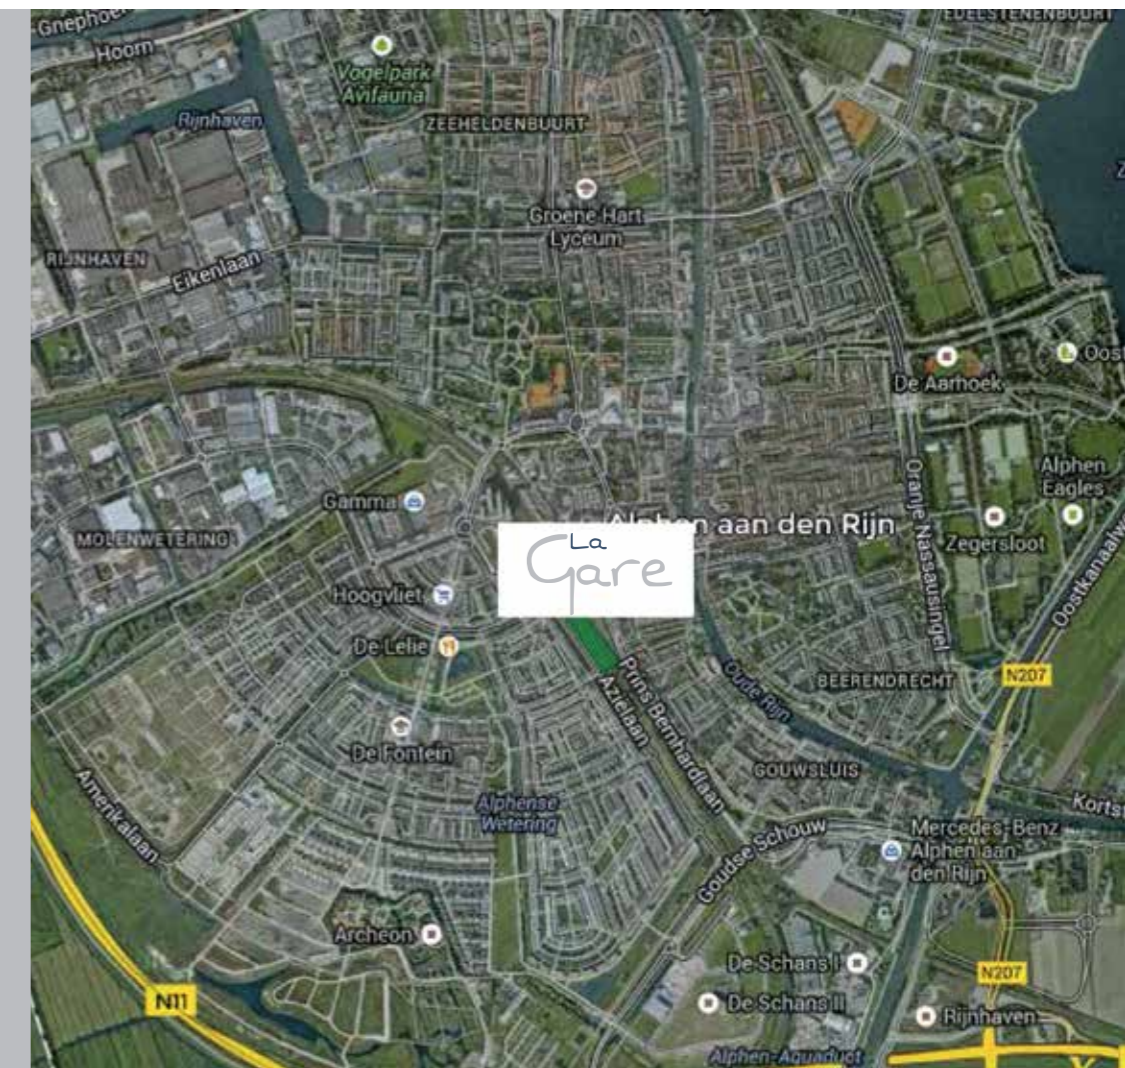 Gnephoek
Hoorn
EDELSTENENBUURT
Vogelpark
Avifauna
Rijnhaven
ZEEHELDENBUURT
Groene Hart
Lyceum
RIJNHAVEN
Eikenlaan
De Aarhoek
Oost
Alphen
Eagles
Gamma
Oranje Nassausingel
MOLENWETERING
Alphen aan den Rijn
Zegersloot
La
Gare
Oostkanaalw
Hoogvliet
De Lelie
Prins Bernhardlaan
Azielaan
Oude Rijn
BEERENDRECHT
N207
De Fontein
GOUWSLUIS
Amerikalaan
Alphense
Wetering
Kortst
Goudse Schouw
Mercedes-Benz
Alphen aan
den Rijn
Archeon
De Schans I
N207
N11
De Schans II
Rijnhaven
Alphen-Aquaduct